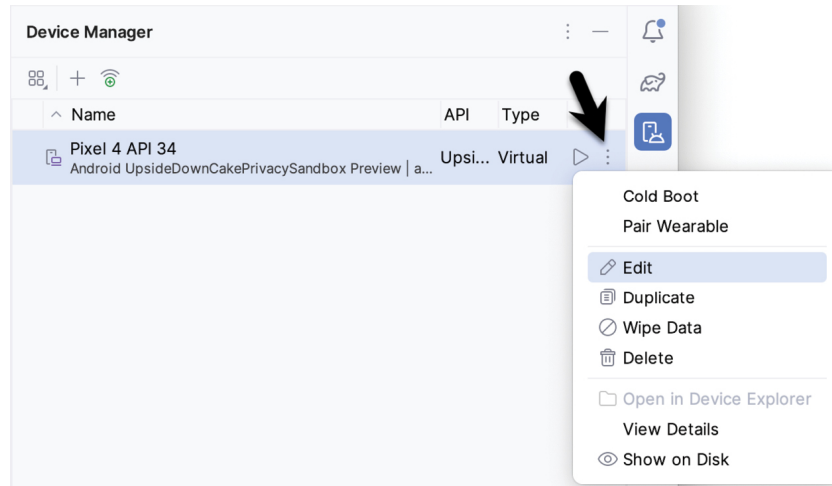 Device Manager
Name API Type
Pixel 4 API 34
Android UpsideDownCakePrivacySandbox Preview | a...
Upsi... Virtual
Cold Boot
Pair Wearable
Edit
Duplicate
Wipe Data
Delete
Open in Device Explorer
View Details
Show on Disk